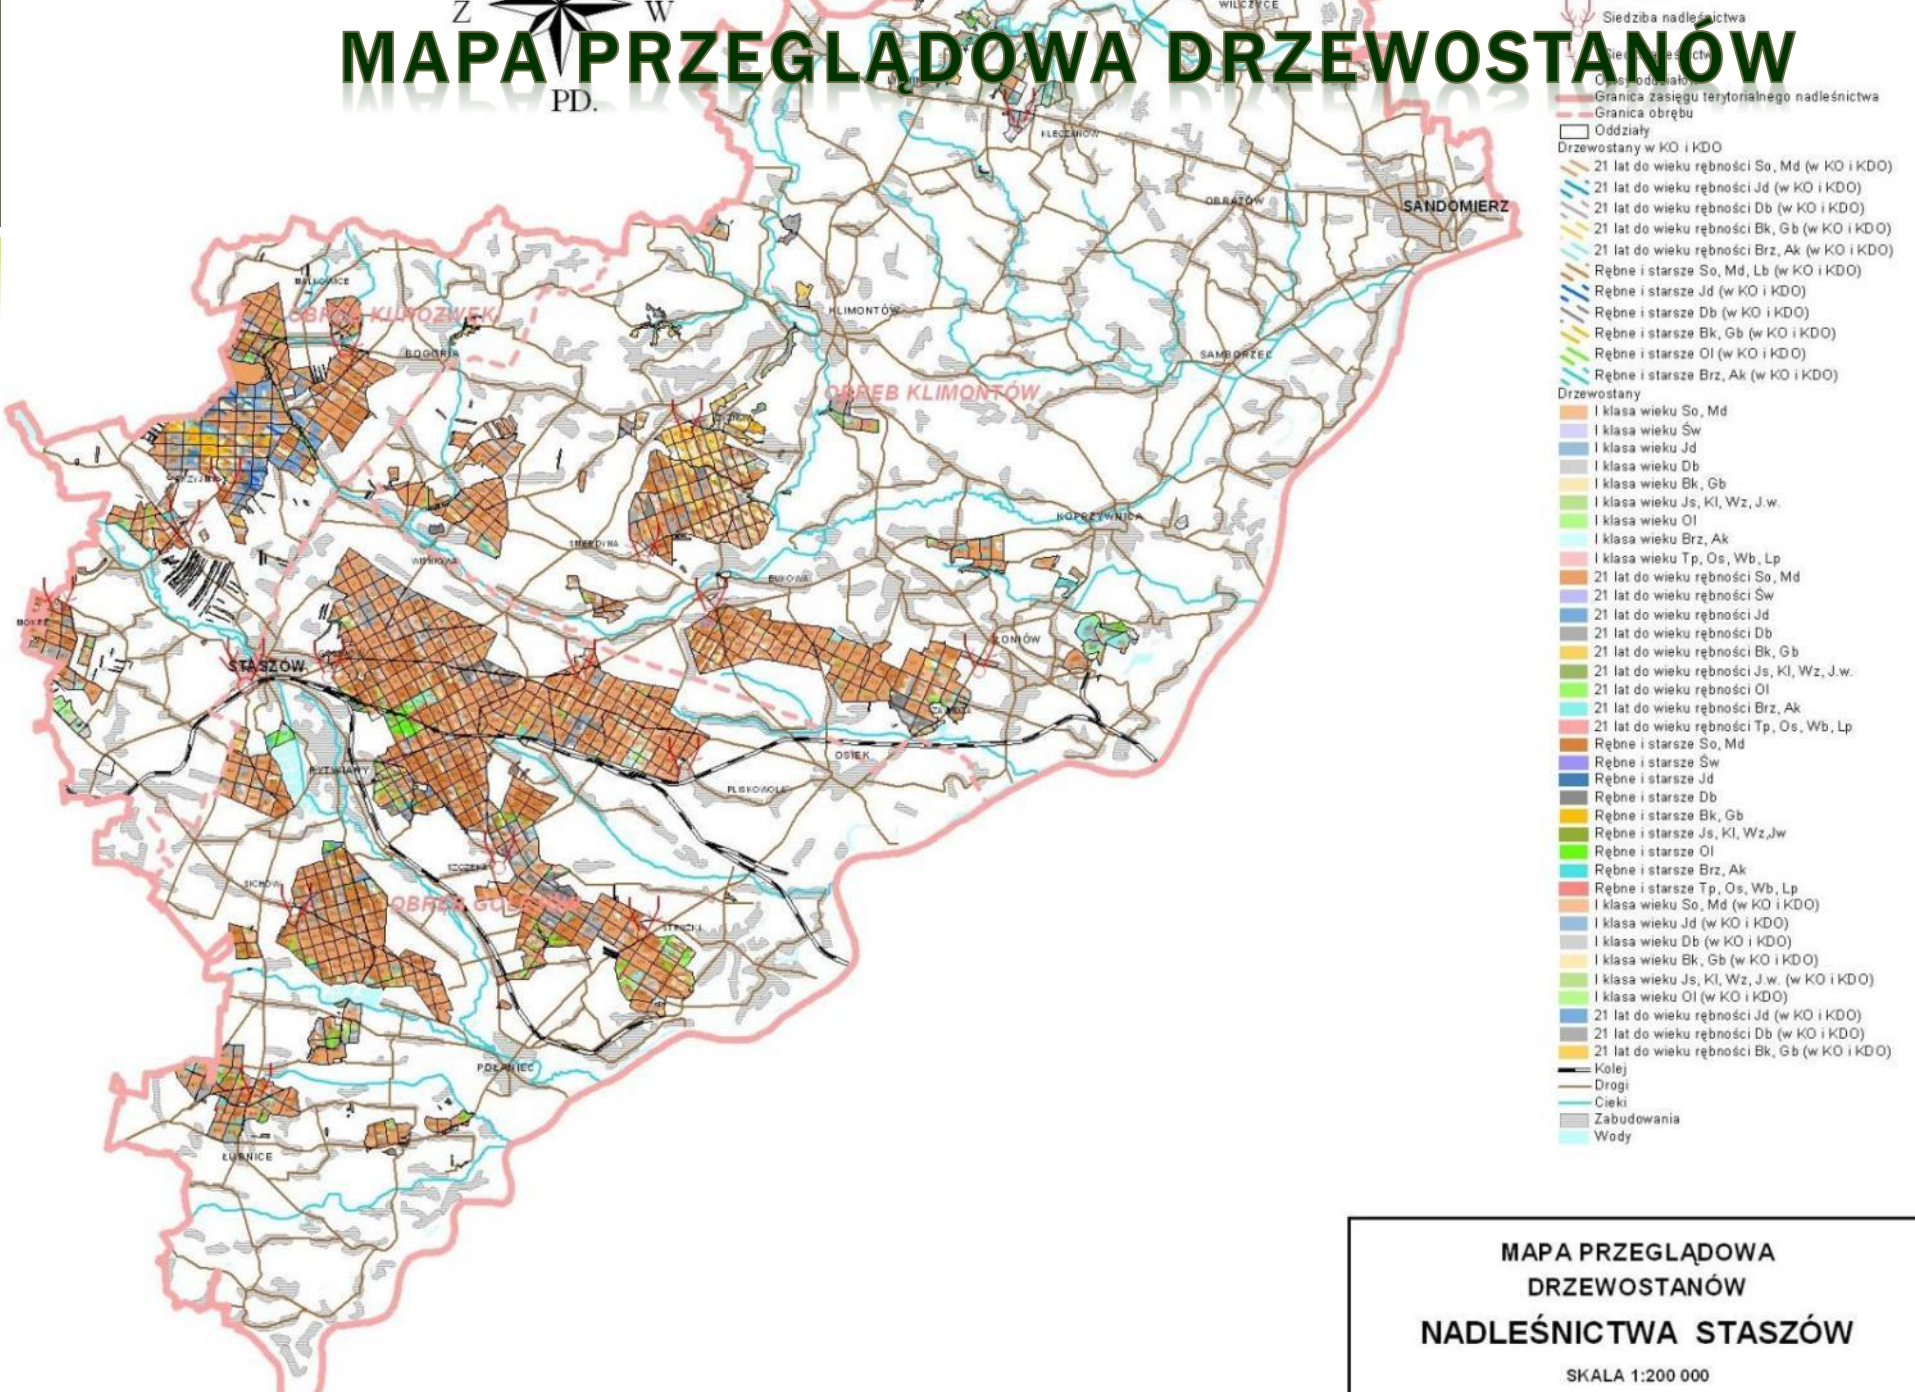 Z W
MAPA PRZEGLĄDOWA DRZEWOSTANÓW
PD.
WILCZYCE
KLECZANÓW
OBRAZÓW
SANDOMIERZ
BOGORIA
KLIMONTÓW
SAMBORZEC
OBRĘB KLIMONTÓW
KOPRZYWNICA
WIŚNIOWA
BUKOWA
MOKRE
STASZÓW
ŁONIÓW
RYTWIANY
OSIEK
PLISKOWOLA
SICHÓW
SZCZEKA
STRUŻKI
POŁANIEC
ŁUBNICE
Siedziba nadleśnictwa
Granica zasięgu terytorialnego nadleśnictwa
Granica obrębu
Oddziały
Drzewostany w KO i KDO
21 lat do wieku rębności So, Md (w KO i KDO)
21 lat do wieku rębności Jd (w KO i KDO)
21 lat do wieku rębności Db (w KO i KDO)
21 lat do wieku rębności Bk, Gb (w KO i KDO)
21 lat do wieku rębności Brz, Ak (w KO i KDO)
Rębne i starsze So, Md, Lb (w KO i KDO)
Rębne i starsze Jd (w KO i KDO)
Rębne i starsze Db (w KO i KDO)
Rębne i starsze Bk, Gb (w KO i KDO)
Rębne i starsze Ol (w KO i KDO)
Rębne i starsze Brz, Ak (w KO i KDO)
Drzewostany
I klasa wieku So, Md
I klasa wieku Św
I klasa wieku Jd
I klasa wieku Db
I klasa wieku Bk, Gb
I klasa wieku Js, Kl, Wz, J.w.
I klasa wieku Ol
I klasa wieku Brz, Ak
I klasa wieku Tp, Os, Wb, Lp
21 lat do wieku rębności So, Md
21 lat do wieku rębności Św
21 lat do wieku rębności Jd
21 lat do wieku rębności Db
21 lat do wieku rębności Bk, Gb
21 lat do wieku rębności Js, Kl, Wz, J.w.
21 lat do wieku rębności Ol
21 lat do wieku rębności Brz, Ak
21 lat do wieku rębności Tp, Os, Wb, Lp
Rębne i starsze So, Md
Rębne i starsze Św
Rębne i starsze Jd
Rębne i starsze Db
Rębne i starsze Bk, Gb
Rębne i starsze Js, Kl, Wz,Jw
Rębne i starsze Ol
Rębne i starsze Brz, Ak
Rębne i starsze Tp, Os, Wb, Lp
I klasa wieku So, Md (w KO i KDO)
I klasa wieku Jd (w KO i KDO)
I klasa wieku Db (w KO i KDO)
I klasa wieku Bk, Gb (w KO i KDO)
I klasa wieku Js, Kl, Wz, J.w. (w KO i KDO)
I klasa wieku Ol (w KO i KDO)
21 lat do wieku rębności Jd (w KO i KDO)
21 lat do wieku rębności Db (w KO i KDO)
21 lat do wieku rębności Bk, Gb (w KO i KDO)
Kolej
Drogi
Cieki
Zabudowania
Wody
MAPA PRZEGLĄDOWA
DRZEWOSTANÓW
NADLEŚNICTWA STASZÓW
SKALA 1:200 000